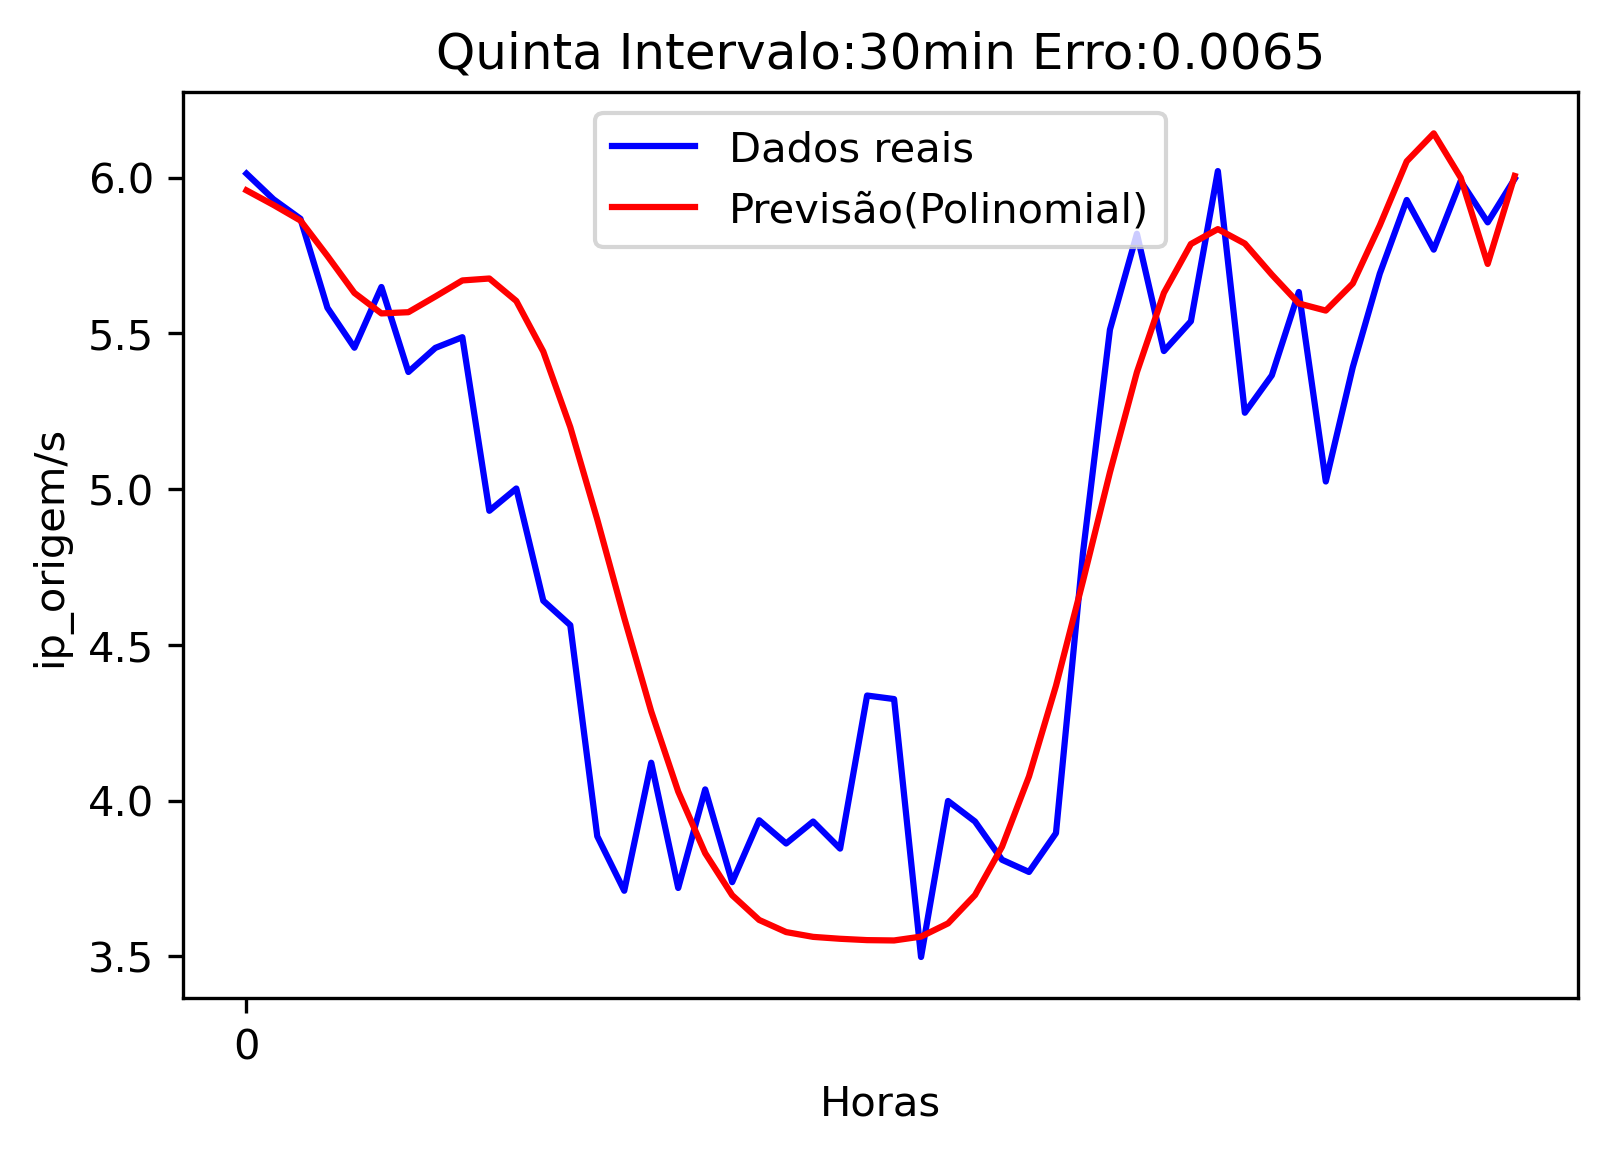 Quinta Intervalo:30min Erro:0.0065
Dados reais
Previsão(Polinomial)
6.0
5.5
5.0
4.5
4.0
3.5
ip_origem/s
0
Horas